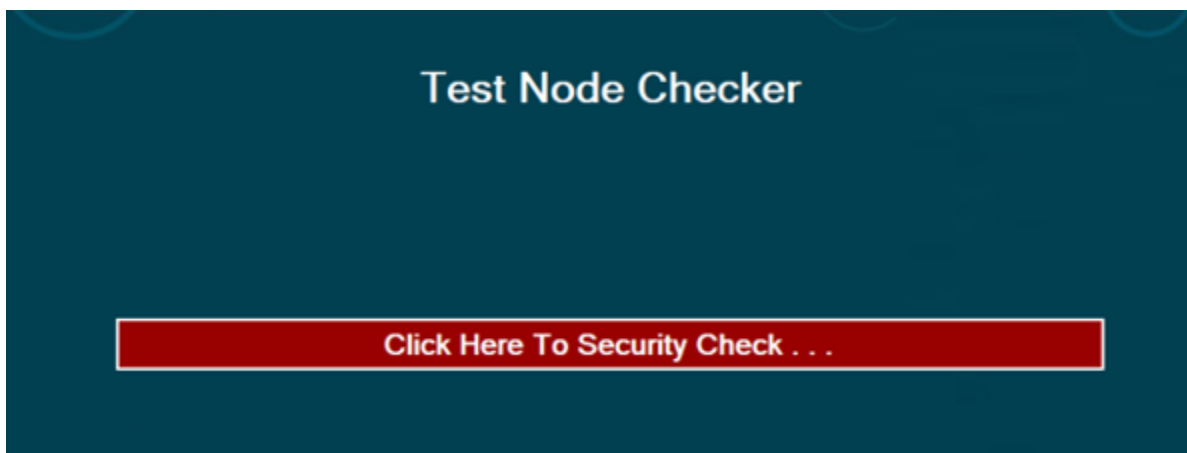 Test Node Checker
Click Here To Security Check . . .